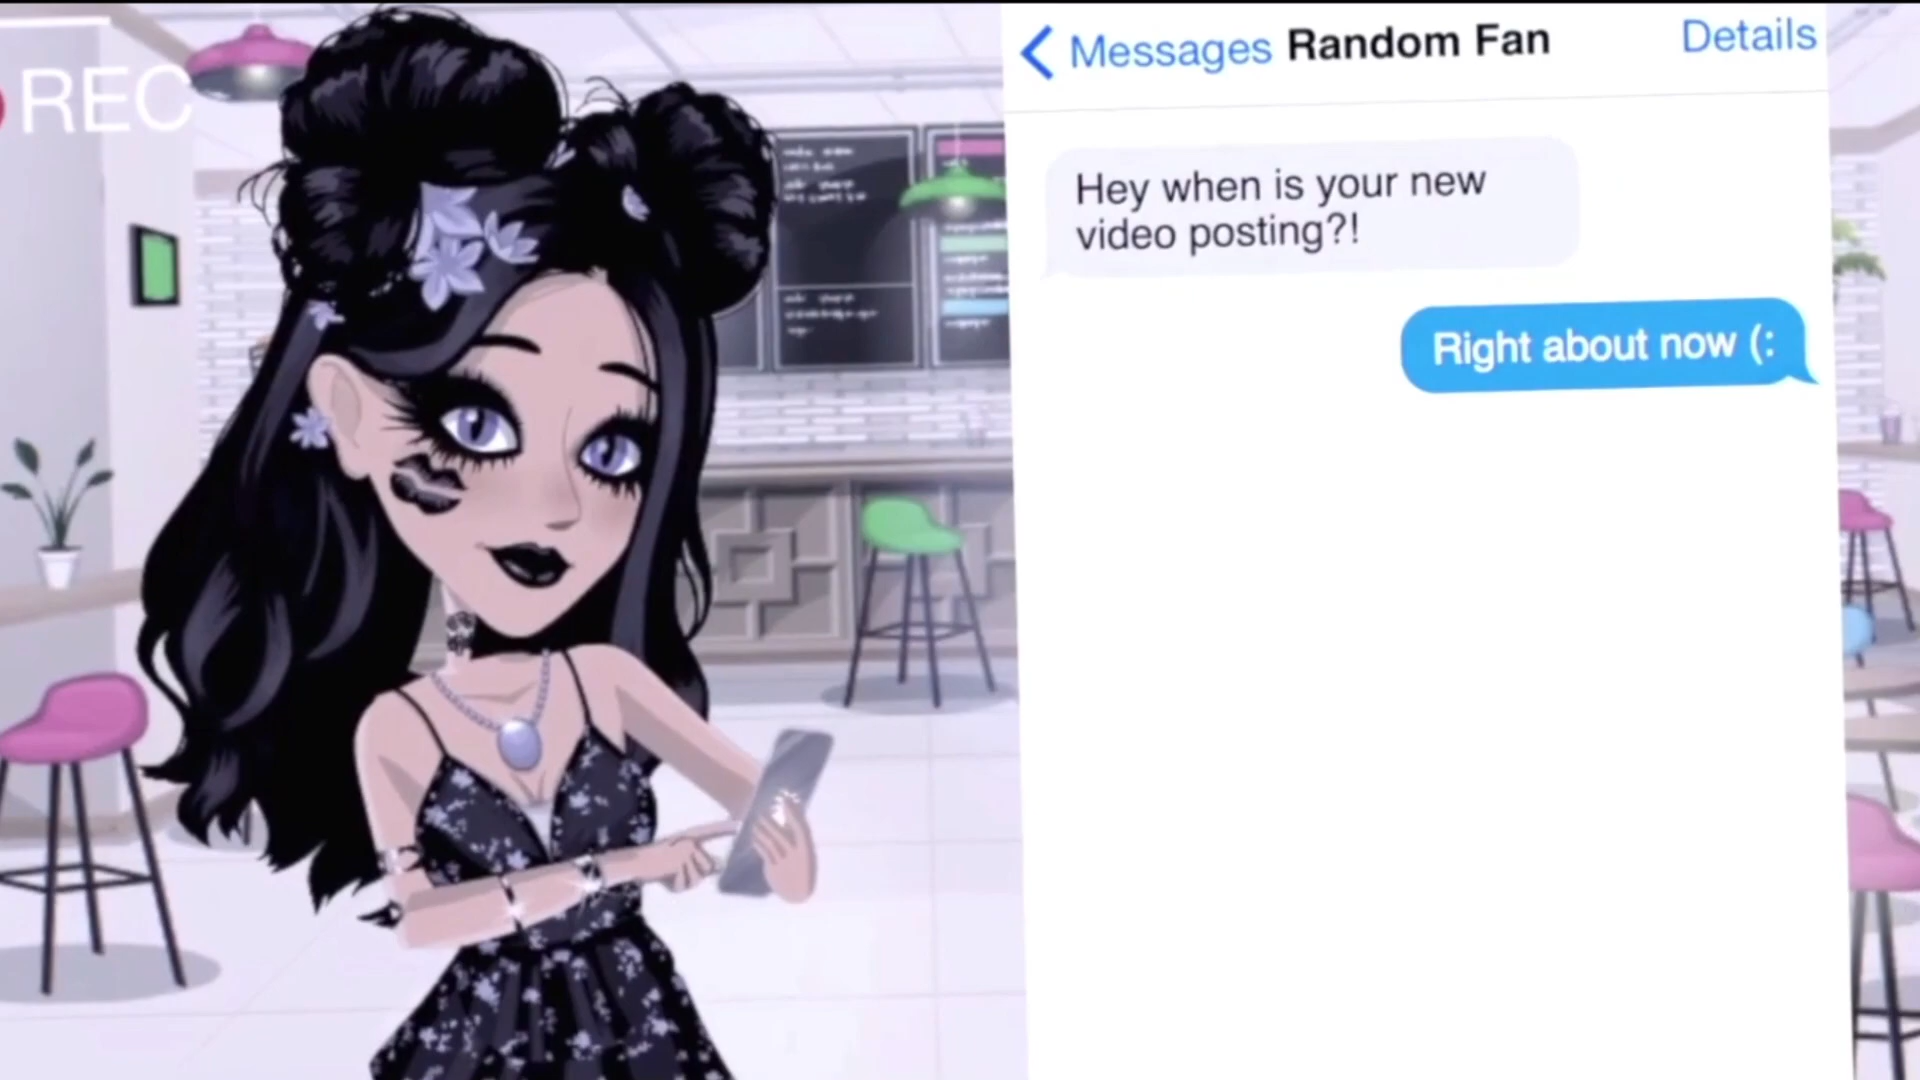 REC
Messages Random Fan Details
Hey when is your new
video posting?!
Right about now (: